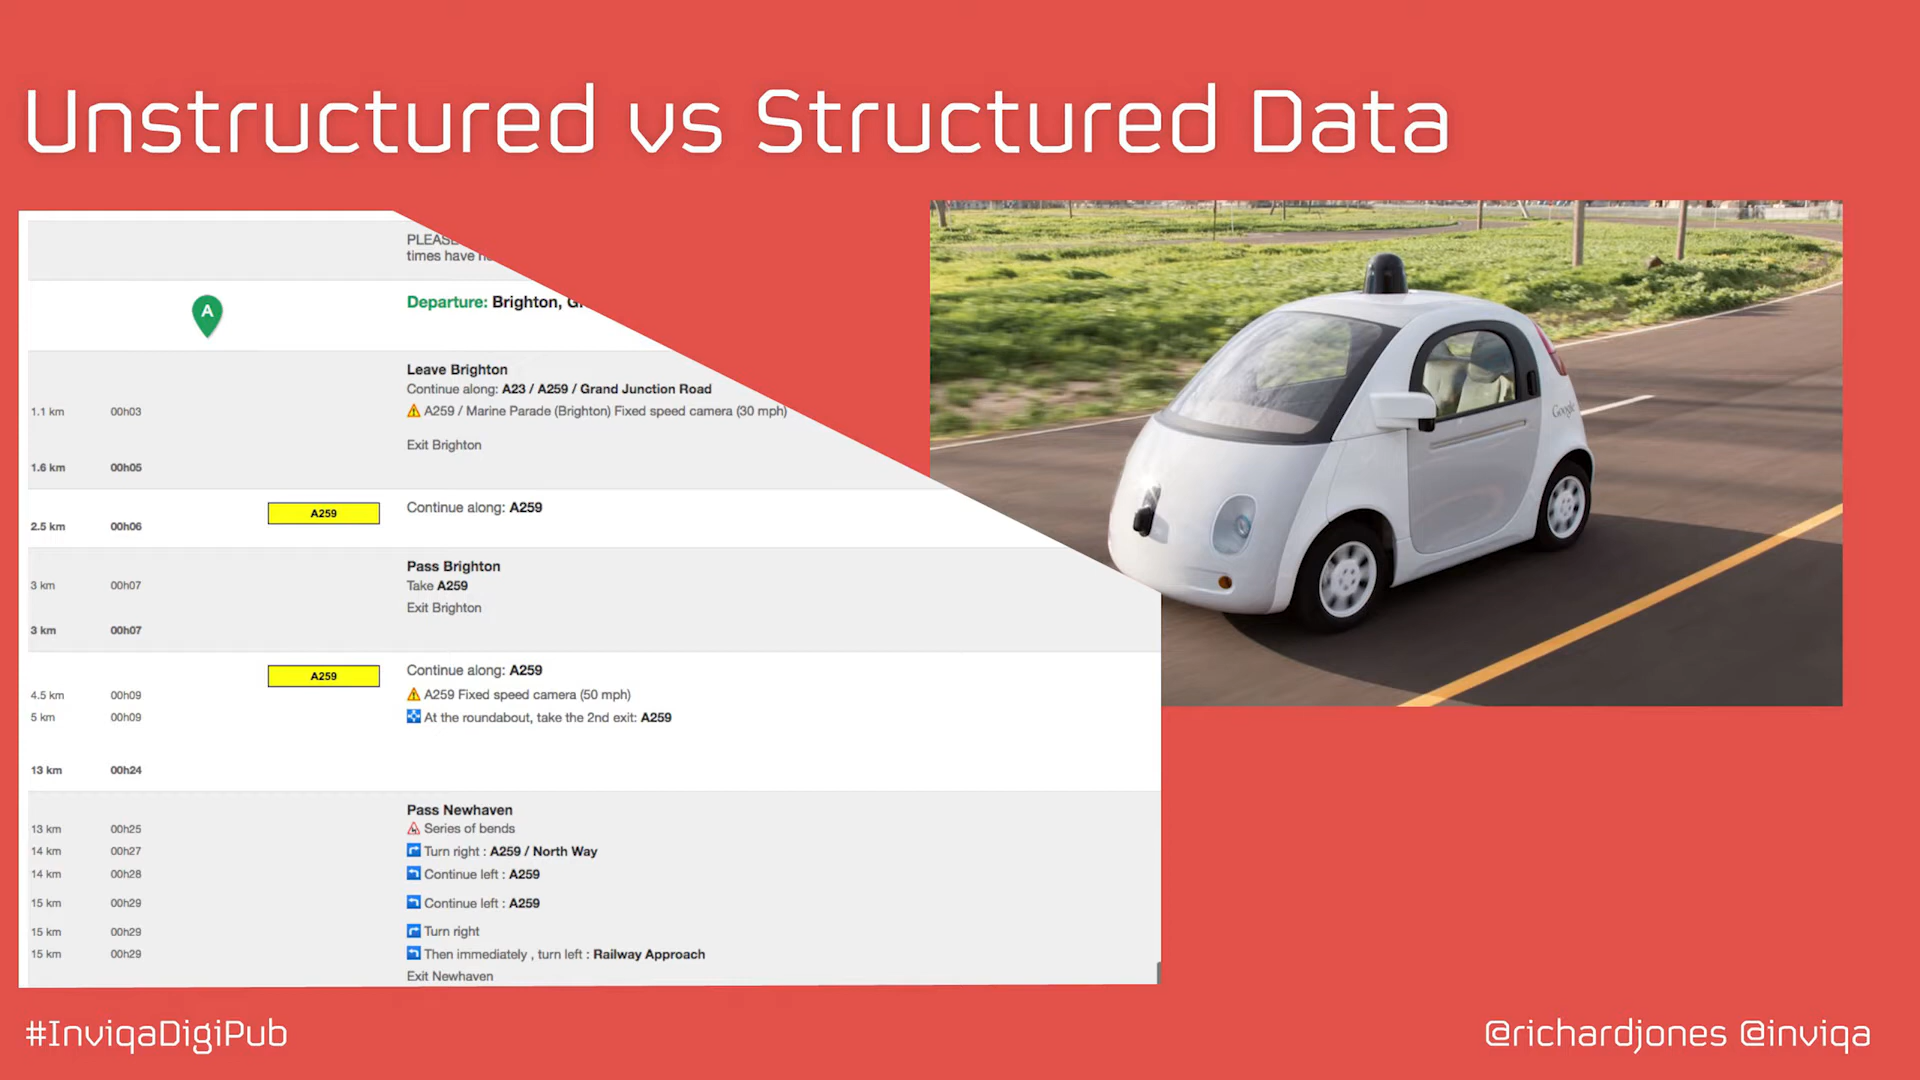 Unstructured vs Structured Data
PLEASE
times have
A
Departure: Brighton,
Leave Brighton
Continue along: A23 / A259 / Grand Junction Road
1.1 km 00h03 A259 / Marine Parade (Brighton) Fixed speed camera (30 mph)
Exit Brighton
1.6 km 00h05
A259 Continue along: A259
2.5 km 00h06
Pass Brighton
3 km 00h07 Take A259
Exit Brighton
3 km 00h07
A259 Continue along: A259
4.5 km 00h09 A259 Fixed speed camera (50 mph)
5 km 00h09 At the roundabout, take the 2nd exit: A259
13 km 00h24
Pass Newhaven
13 km 00h25 Series of bends
14 km 00h27 Turn right : A259 / North Way
14 km 00h28 Continue left : A259
15 km 00h29 Continue left : A259
15 km 00h29 Turn right
15 km 00h29 Then immediately , turn left : Railway Approach
Exit Newhaven
Google
#InviqaDigiPub
@richardjones @inviqa